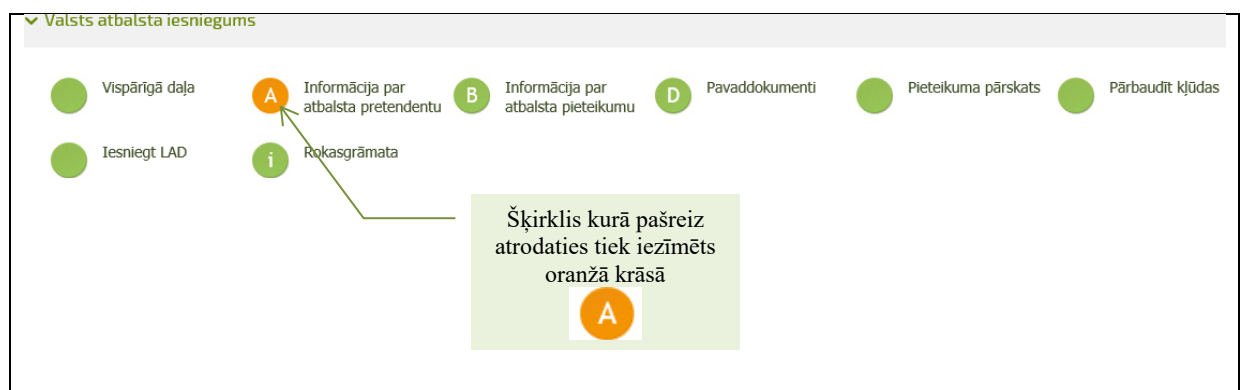 Valsts atbalsta iesniegums
Vispārīgā daļa
A
Informācija par
atbalsta pretendentu
B
Informācija par
atbalsta pieteikumu
D
Pavaddokumenti
Pieteikuma pārskats
Pārbaudīt kļūdas
Iesniegt LAD
i
Rokasgrāmata
Šķirklis kurā pašreiz
atrodaties tiek iezīmēts
oranžā krāsā
A